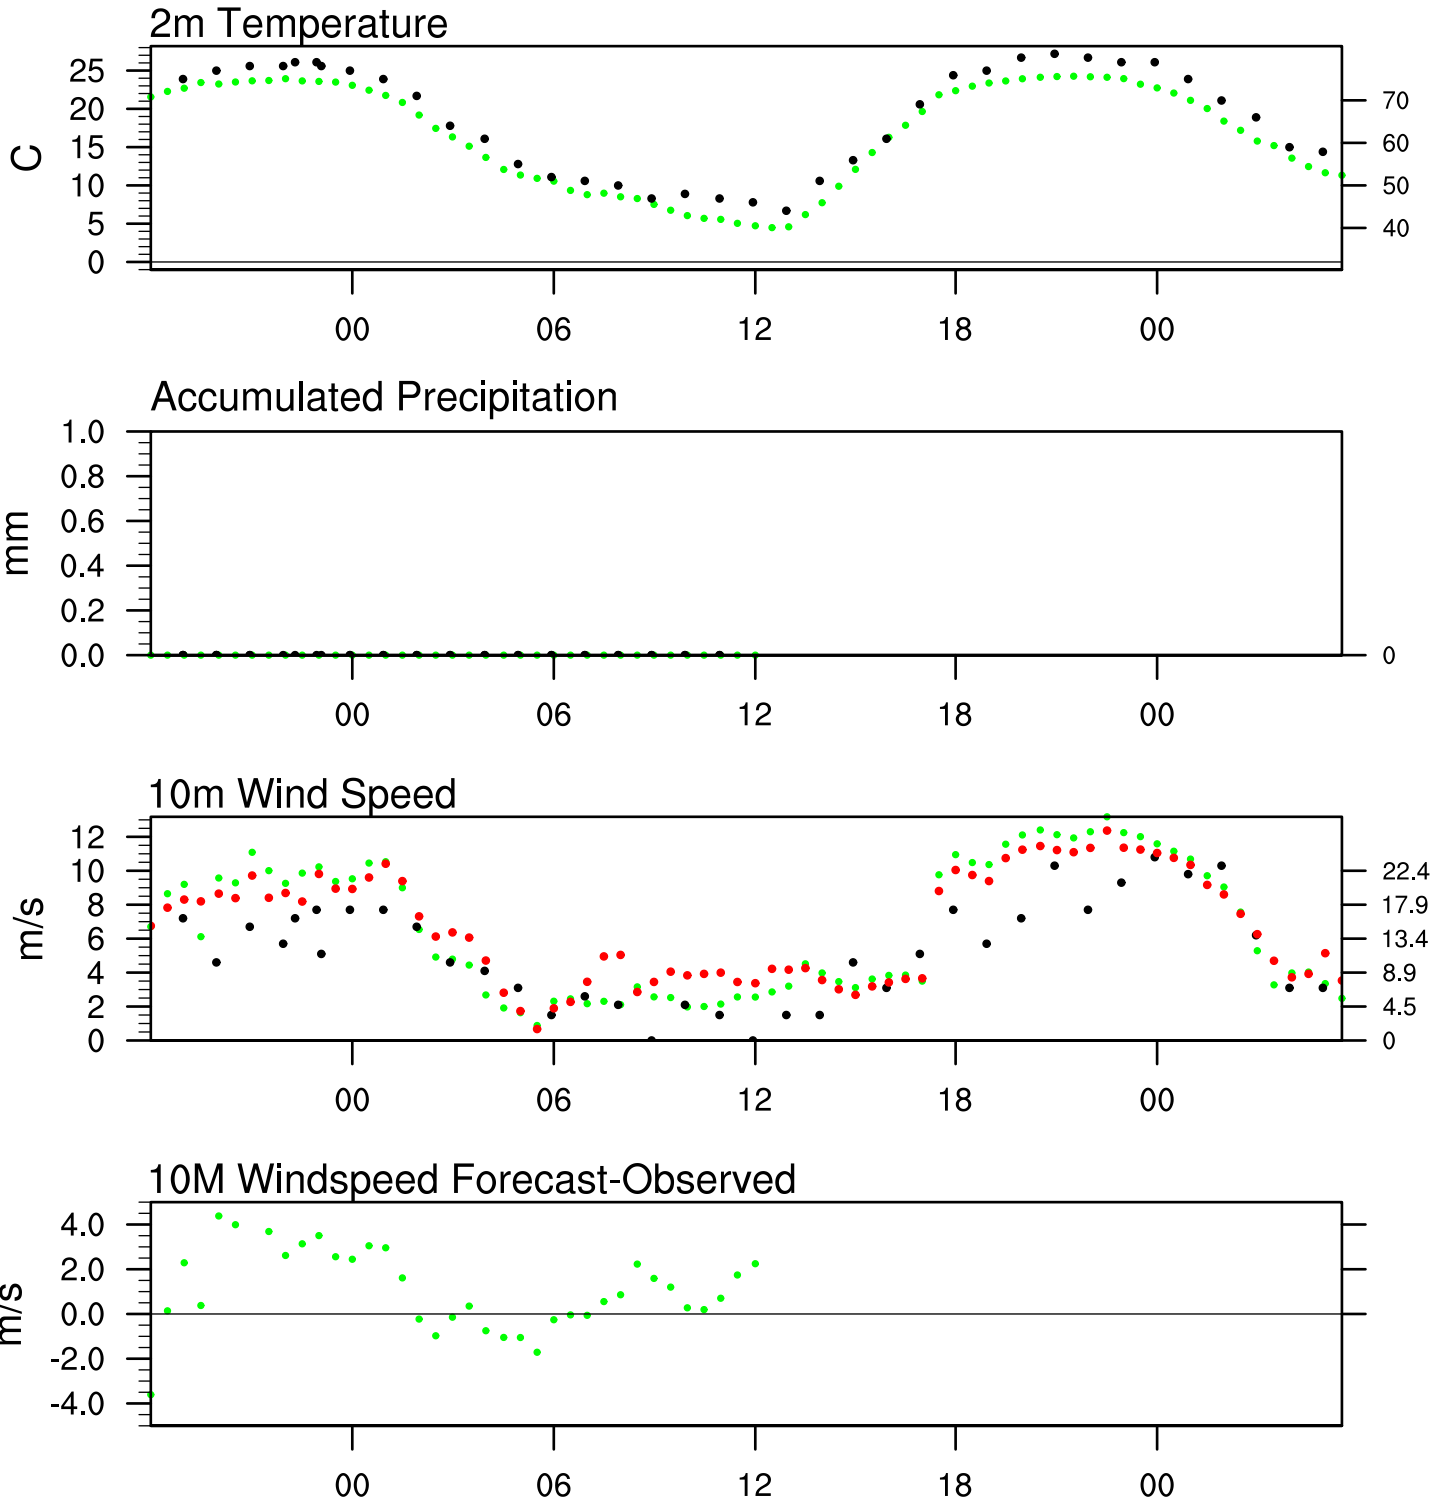 2m Temperature
25
20
15
10
5
0
C
70
60
50
40
00 06 12 18 00
Accumulated Precipitation
1.0
0.8
0.6
0.4
0.2
0.0
mm
0
00 06 12 18 00
10m Wind Speed
12
10
8
6
4
2
0
m/s
22.4
17.9
13.4
8.9
4.5
0
00 06 12 18 00
10M Windspeed Forecast-Observed
4.0
2.0
0.0
-2.0
-4.0
m/s
00 06 12 18 00